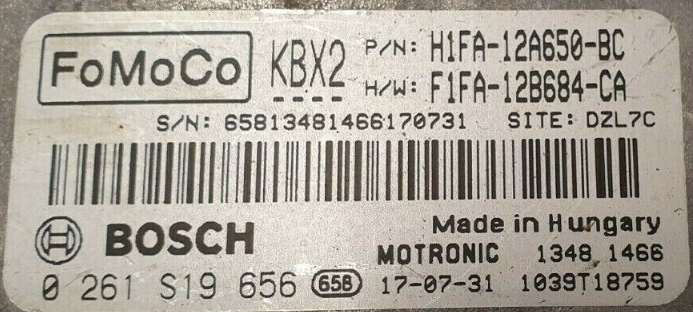 FoMoCo KBX2 P/N: H1FA-12A650-BC
H/W: F1FA-12B684-CA
S/N: 65813481466170731 SITE: DZL7C
BOSCH Made in Hungary
MOTRONIC 1348 1466
0 261 S19 656 658 17-07-31 1039T18759